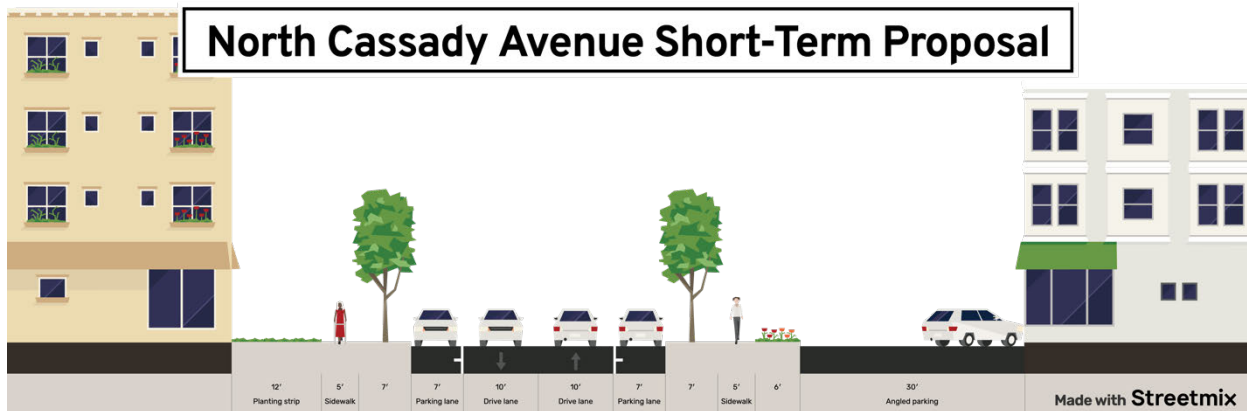 North Cassady Avenue Short-Term Proposal
12' 5' 7' 7' 10' 10' 7' 7' 5' 6' 30'
Planting strip Sidewalk Parking lane Drive lane Drive lane Parking lane Sidewalk Angled parking
Made with Streetmix